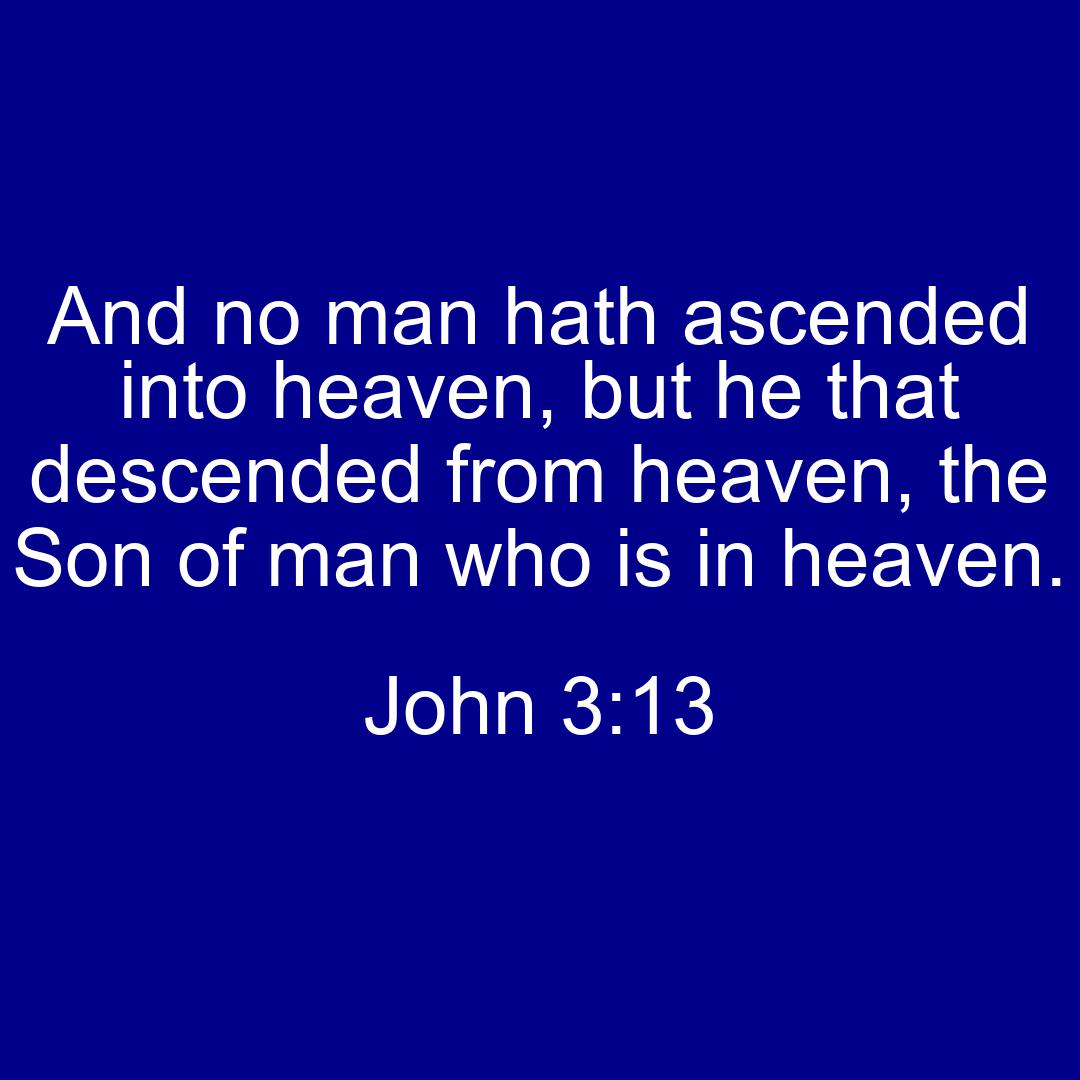 And no man hath ascended
into heaven, but he that
descended from heaven, the
Son of man who is in heaven.
John 3:13